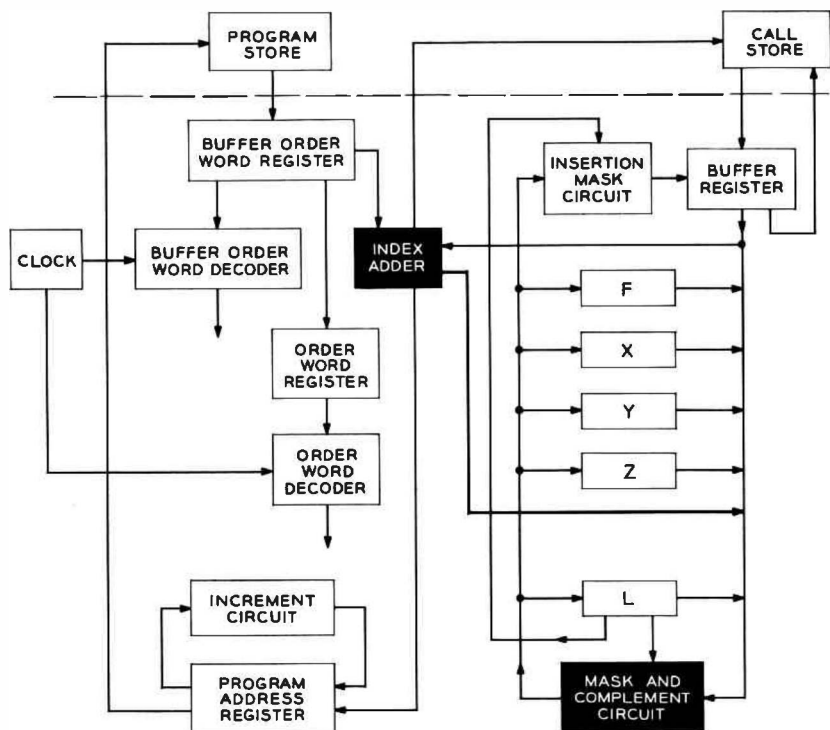 PROGRAM
STORE
CALL
STORE
BUFFER ORDER
WORD REGISTER
INSERTION
MASK
CIRCUIT
BUFFER
REGISTER
CLOCK
BUFFER ORDER
WORD DECODER
INDEX
ADDER
F
ORDER
WORD
REGISTER
X
Y
ORDER
WORD
DECODER
Z
INCREMENT
CIRCUIT
L
PROGRAM
ADDRESS
REGISTER
MASK AND
COMPLEMENT
CIRCUIT